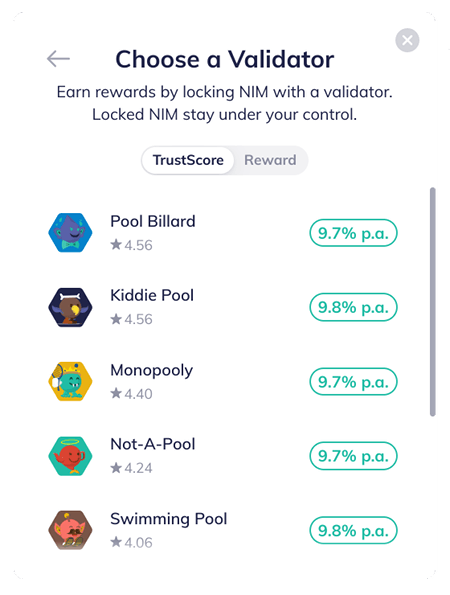 Choose a Validator
Earn rewards by locking NIM with a validator.
Locked NIM stay under your control.
TrustScore Reward
Pool Billard
4.56
9.7% p.a.
Kiddie Pool
4.56
9.8% p.a.
Monopooly
4.40
9.7% p.a.
Not-A-Pool
4.24
9.7% p.a.
Swimming Pool
4.06
9.8% p.a.